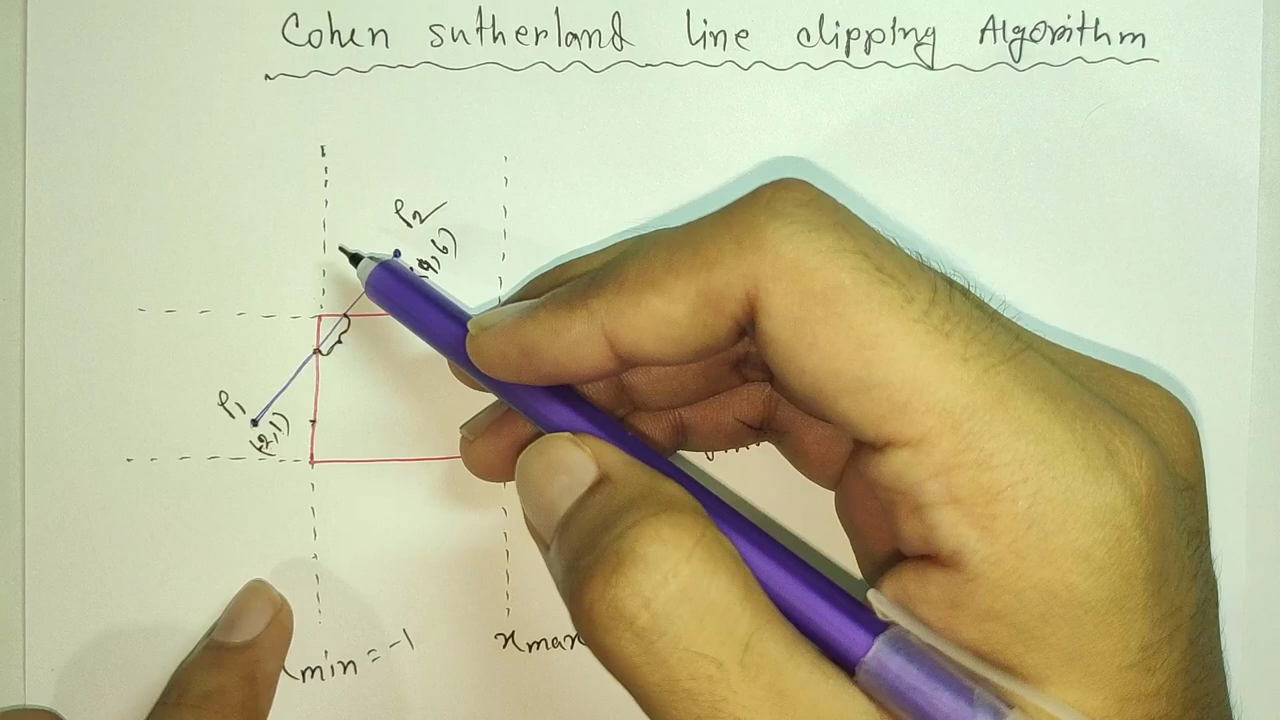 Cohen sutherland line clipping Algorithm
P2
P1
(-2,1)
min = -1
xmax